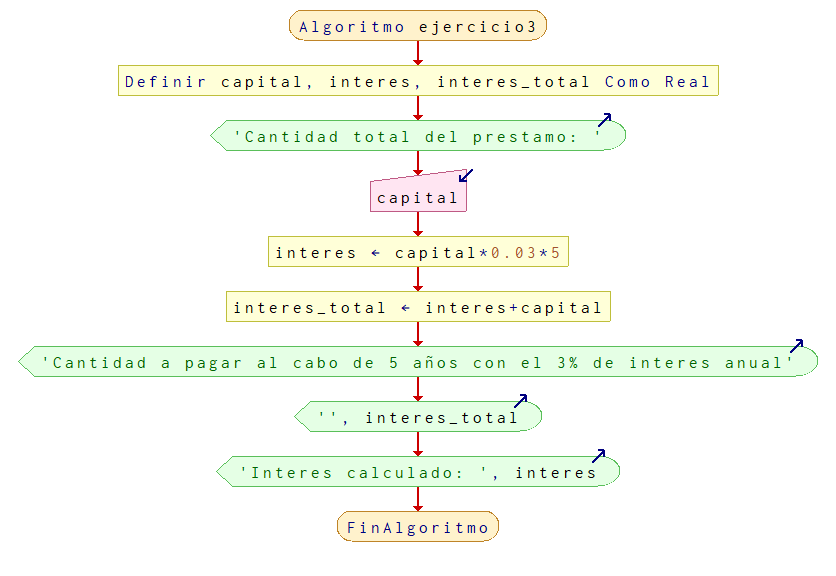 Algoritmo ejercicio3
Definir capital, interes, interes_total Como Real
'Cantidad total del prestamo: '
capital
interes ← capital*0.03*5
interes_total ← interes+capital
'Cantidad a pagar al cabo de 5 años con el 3% de interes anual'
'', interes_total
'Interes calculado: ', interes
FinAlgoritmo